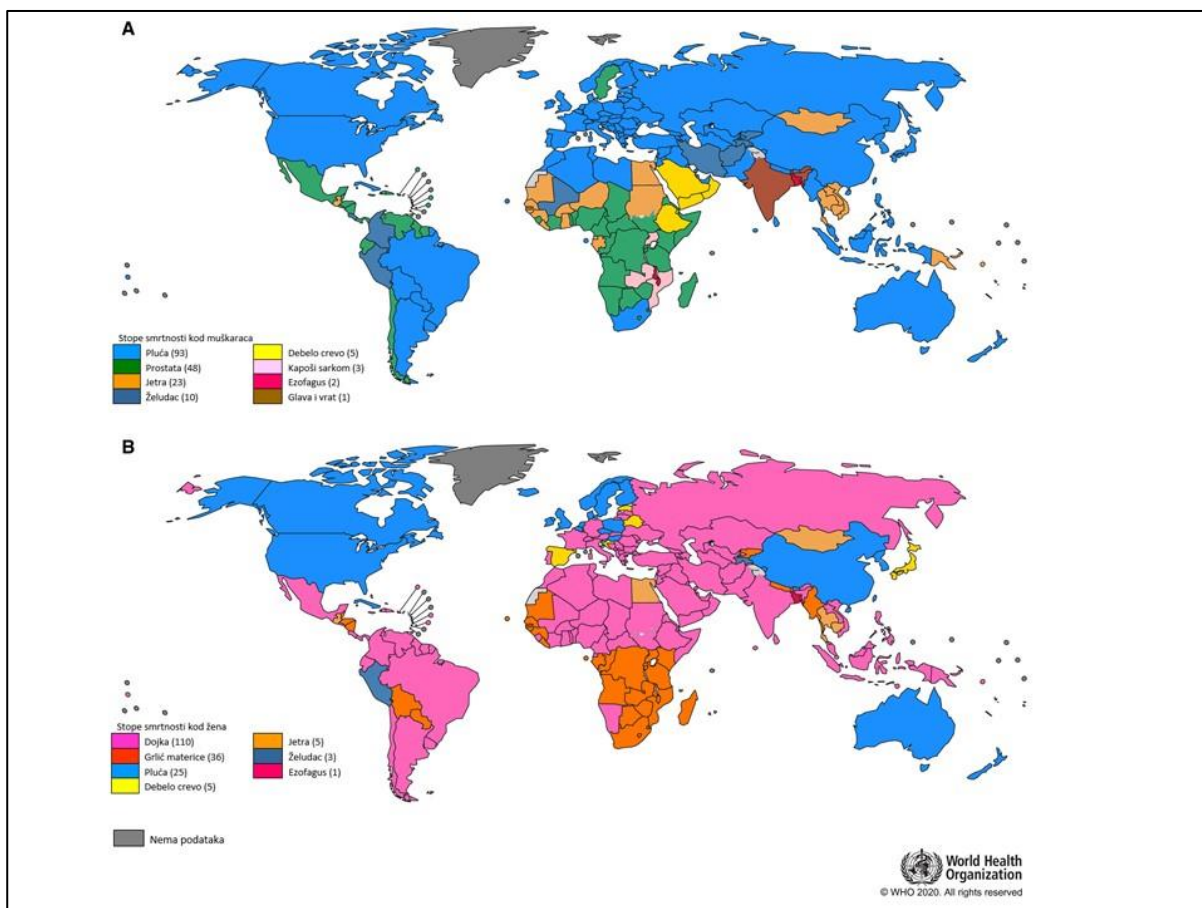 A
Stope smrtnosti kod muškaraca
Pluća (93)
Prostata (48)
Jetra (23)
Želudac (10)
Debelo crevo (5)
Kapoši sarkom (3)
Ezofagus (2)
Glava i vrat (1)
B
Stope smrtnosti kod žena
Dojka (110)
Grlić materice (36)
Pluća (25)
Debelo crevo (5)
Jetra (5)
Želudac (3)
Ezofagus (1)
Nema podataka
World Health
Organization
© WHO 2020. All rights reserved